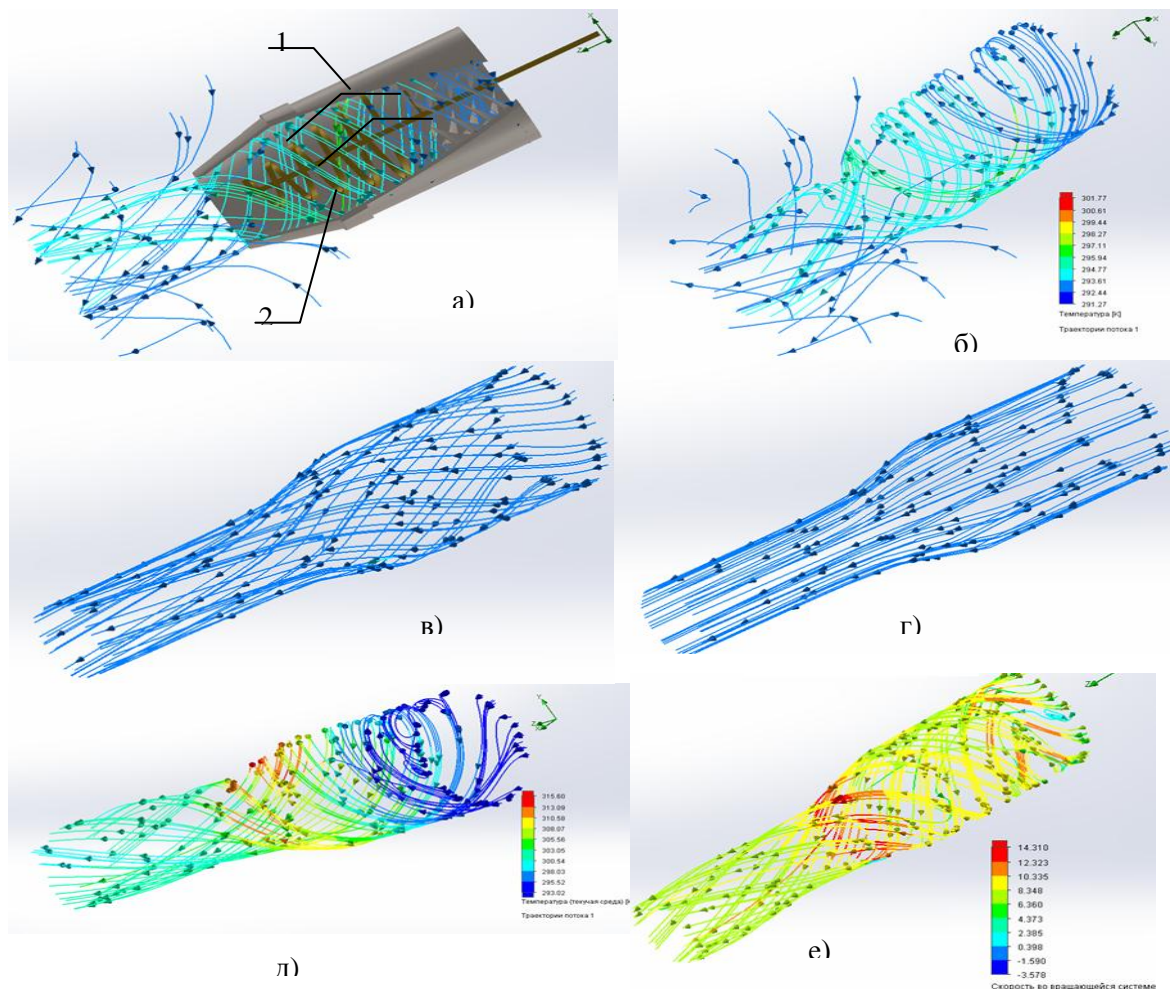 1
2
а)
X
Z
X
Z
Y
301.77
300.61
299.44
298.27
297.11
295.94
294.77
293.61
292.44
291.27
Температура [K]
Траектории потока 1
б)
в)
г)
Y
Z
315.60
313.09
310.58
308.07
305.56
303.05
300.54
298.03
295.52
293.02
Температура (текучая среда) [
Траектории потока 1
д)
Z
14.310
12.323
10.335
8.348
6.360
4.373
2.385
0.398
-1.590
-3.578
Скорость во вращающейся системе
е)